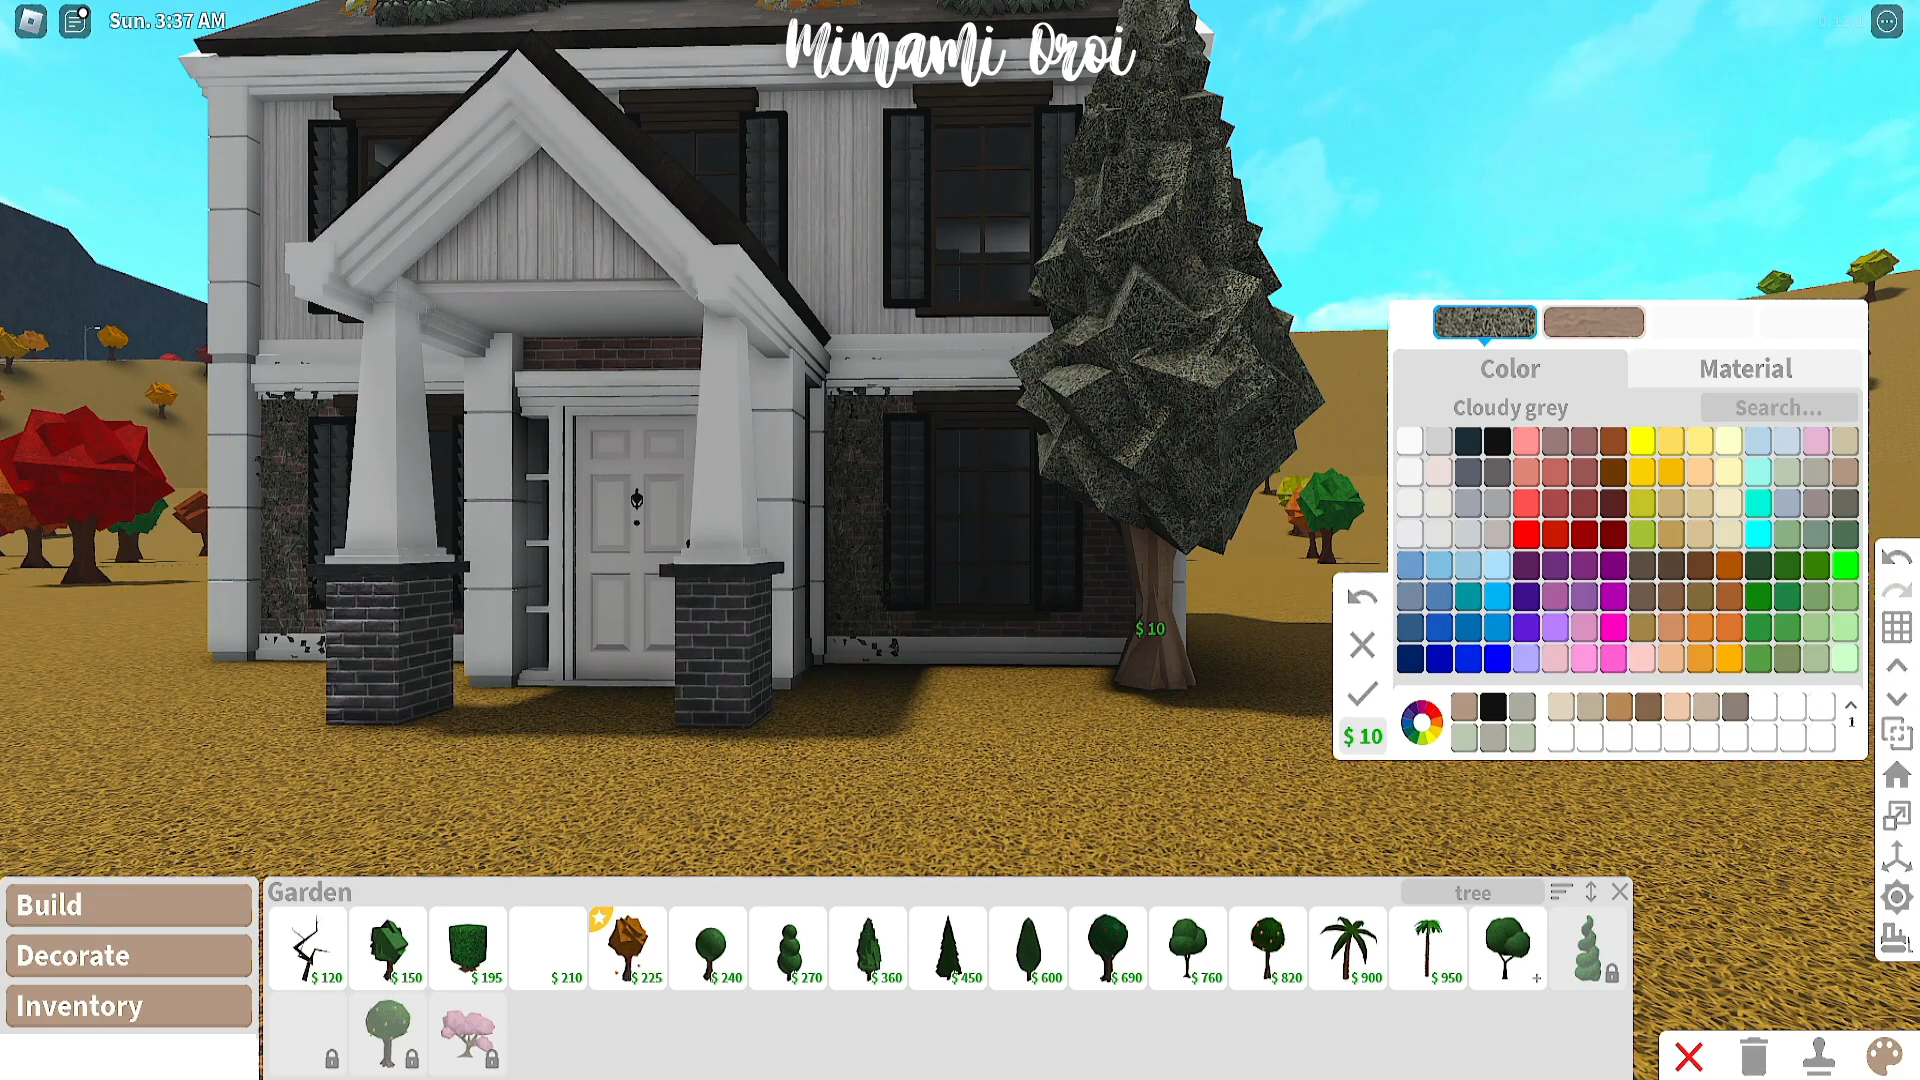 Sun. 3:37 AM
Minami Oroi
Color
Material
Cloudy grey
Search...
$ 10
$ 10
1
Build
Decorate
Inventory
Garden
tree
$ 120
$ 150
$ 195
$ 210
$ 225
$ 240
$ 270
$ 360
$ 450
$ 600
$ 690
$ 760
$ 820
$ 900
$ 950
+